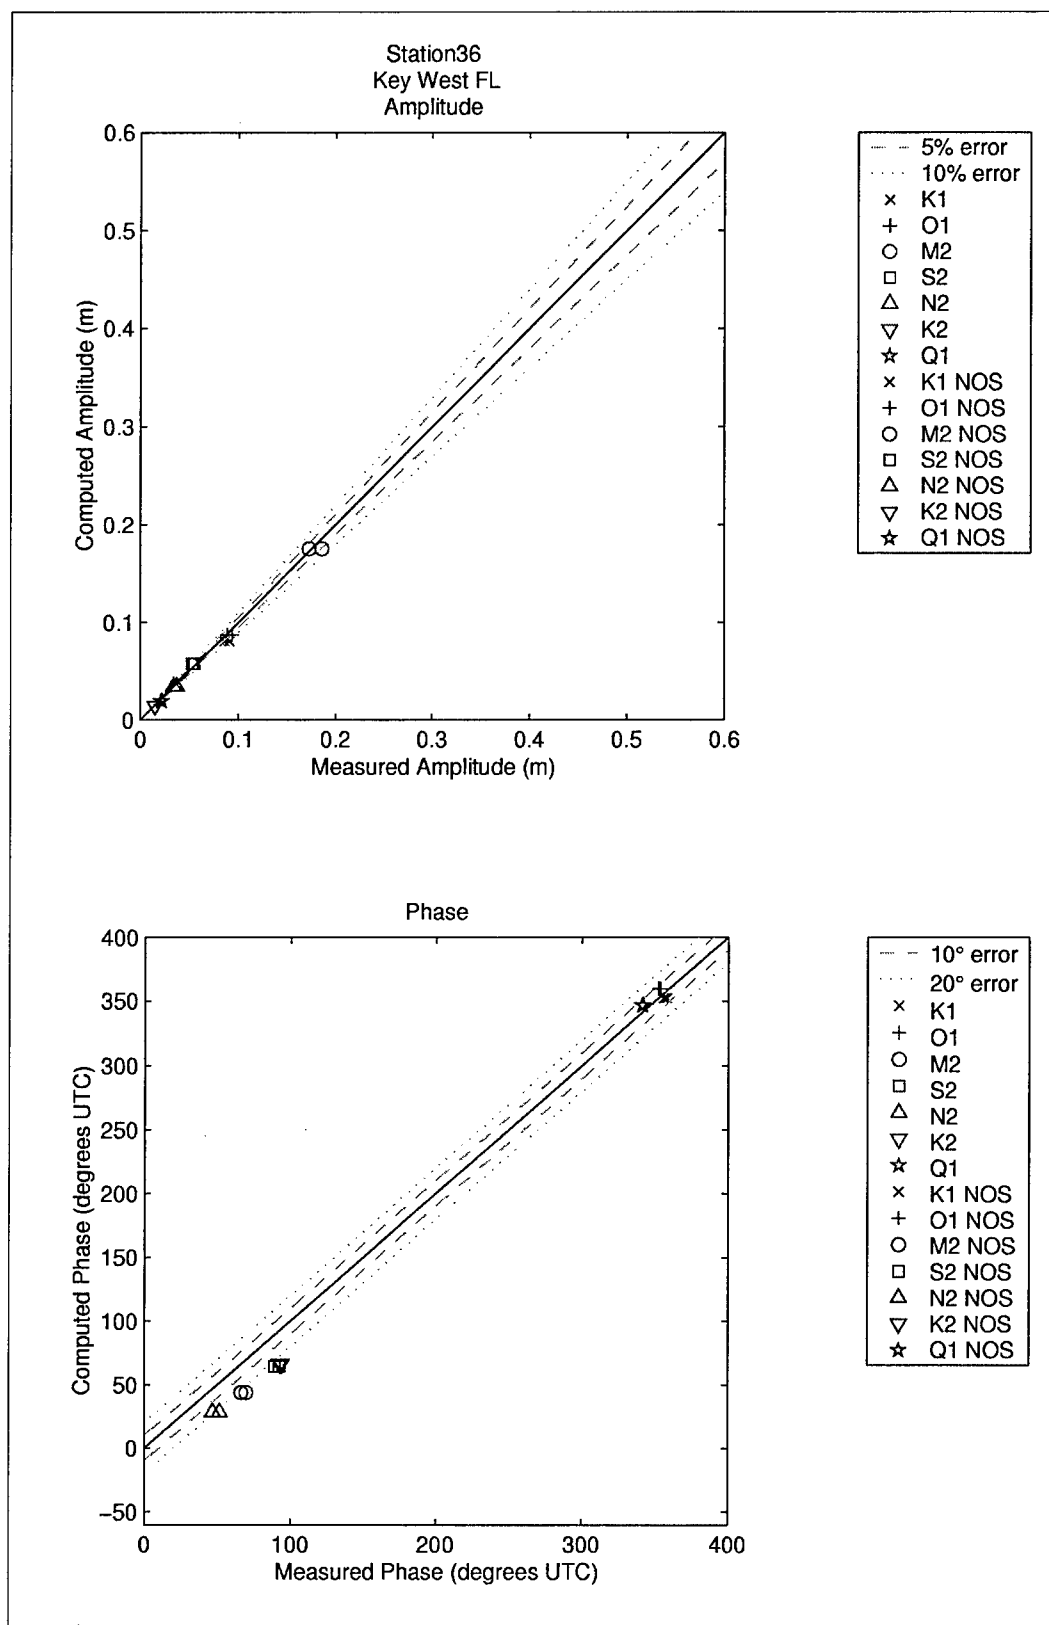 Station36
Key West FL
Amplitude
0.6
0.5
0.4
0.3
0.2
0.1
0
Computed Amplitude (m)
0 0.1 0.2 0.3 0.4 0.5 0.6
Measured Amplitude (m)
5% error
10% error
K1
O1
M2
S2
N2
K2
Q1
K1 NOS
O1 NOS
M2 NOS
S2 NOS
N2 NOS
K2 NOS
Q1 NOS
Phase
400
350
300
250
200
150
100
50
0
−50
Computed Phase (degrees UTC)
0 100 200 300 400
Measured Phase (degrees UTC)
10° error
20° error
K1
O1
M2
S2
N2
K2
Q1
K1 NOS
O1 NOS
M2 NOS
S2 NOS
N2 NOS
K2 NOS
Q1 NOS